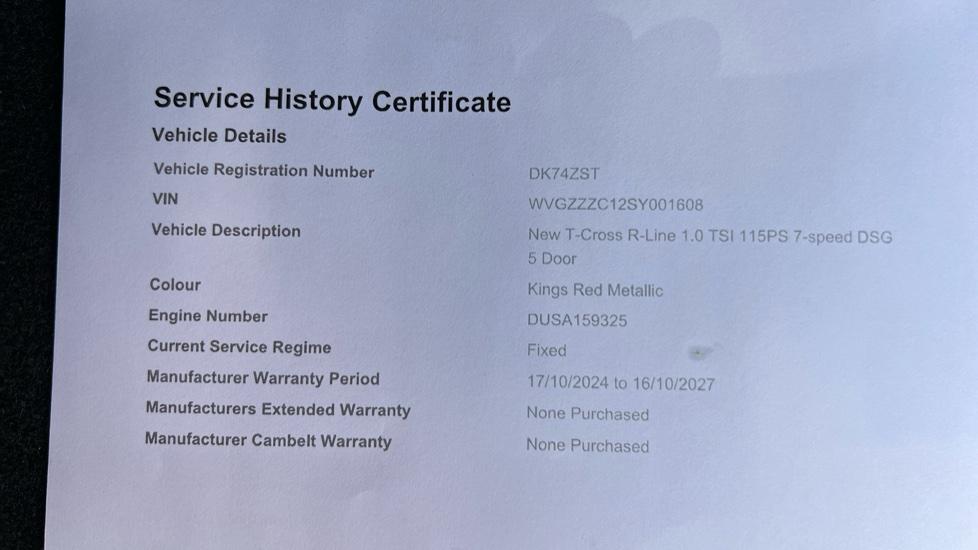 Service History Certificate
Vehicle Details
Vehicle Registration Number DK74ZST
VIN WVGZZZC12SY001608
Vehicle Description New T-Cross R-Line 1.0 TSI 115PS 7-speed DSG
5 Door
Colour Kings Red Metallic
Engine Number DUSA159325
Current Service Regime Fixed
Manufacturer Warranty Period 17/10/2024 to 16/10/2027
Manufacturers Extended Warranty None Purchased
Manufacturer Cambelt Warranty None Purchased